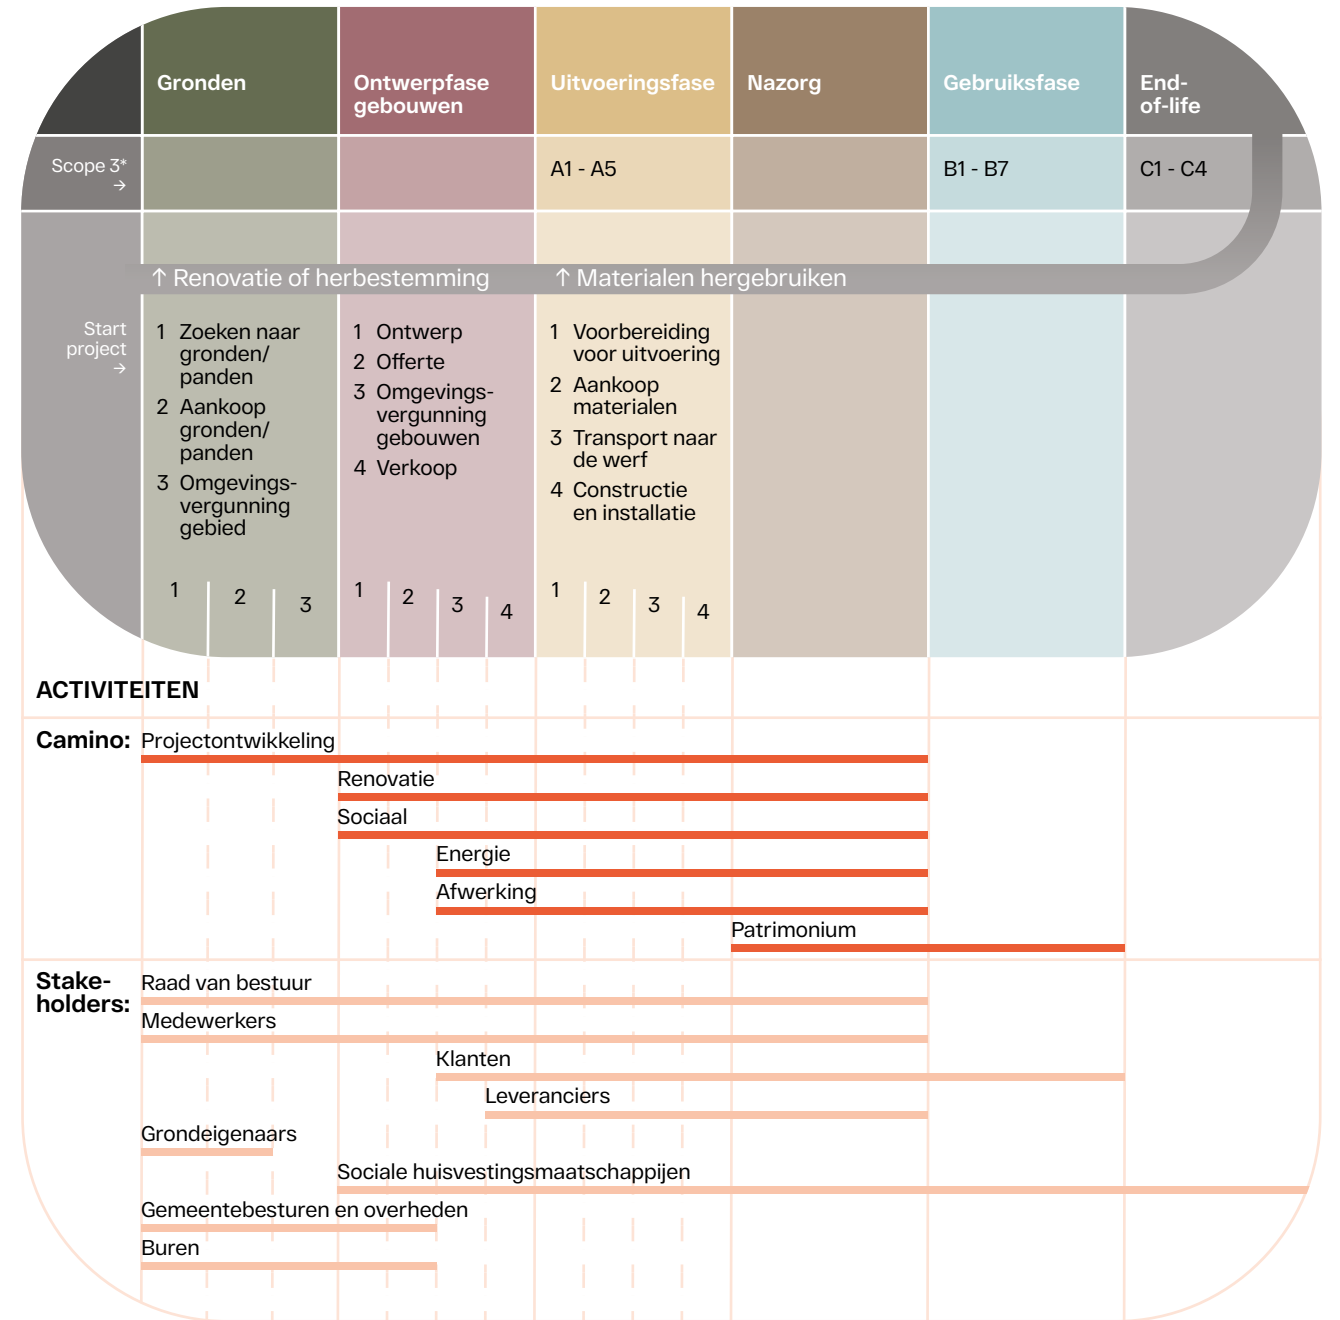 Gronden
Ontwerpfase
gebouwen
Uitvoeringsfase
Nazorg
Gebruiksfase
End-
of-life
Scope 3*
→
A1 - A5
B1 - B7
C1 - C4
↑ Renovatie of herbestemming
↑ Materialen hergebruiken
Start
project
→
1 Zoeken naar
gronden/
panden
2 Aankoop
gronden/
panden
3 Omgevings-
vergunning
gebied
1 Ontwerp
2 Offerte
3 Omgevings-
vergunning
gebouwen
4 Verkoop
1 Voorbereiding
voor uitvoering
2 Aankoop
materialen
3 Transport naar
de werf
4 Constructie
en installatie
1 2 3
1 2 3 4
1 2 3 4
ACTIVITEITEN
Camino:
Projectontwikkeling
Renovatie
Sociaal
Energie
Afwerking
Patrimonium
Stake-
holders:
Raad van bestuur
Medewerkers
Klanten
Leveranciers
Grondeigenaars
Sociale huisvestingsmaatschappijen
Gemeentebesturen en overheden
Buren